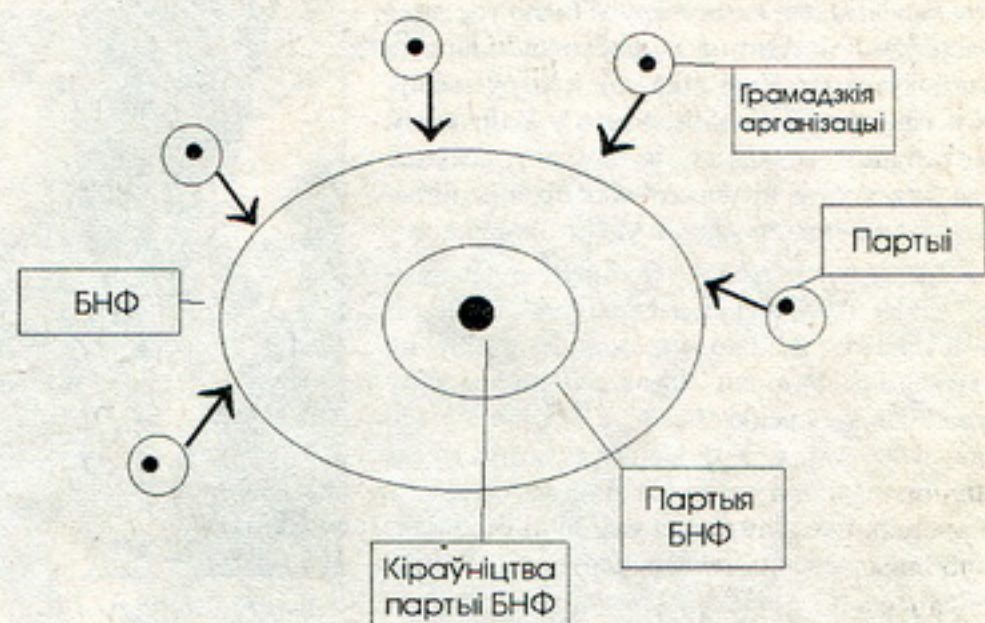 Грамадзкія
арганізацыі
Партыі
БНФ
Партыя
БНФ
Кіраўніцтва
партыі БНФ